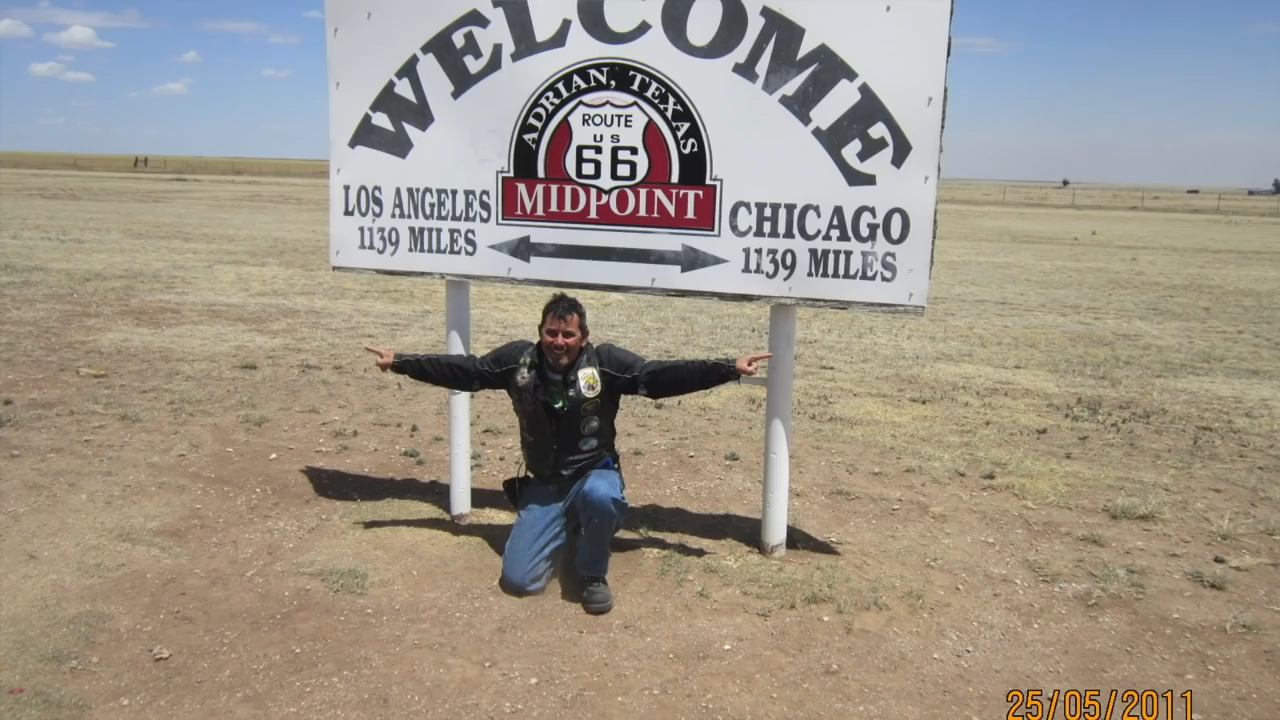 WELCOME
ADRIAN, TEXAS
ROUTE
US
66
MIDPOINT
LOS ANGELES
1139 MILES
CHICAGO
1139 MILES
25/05/2011